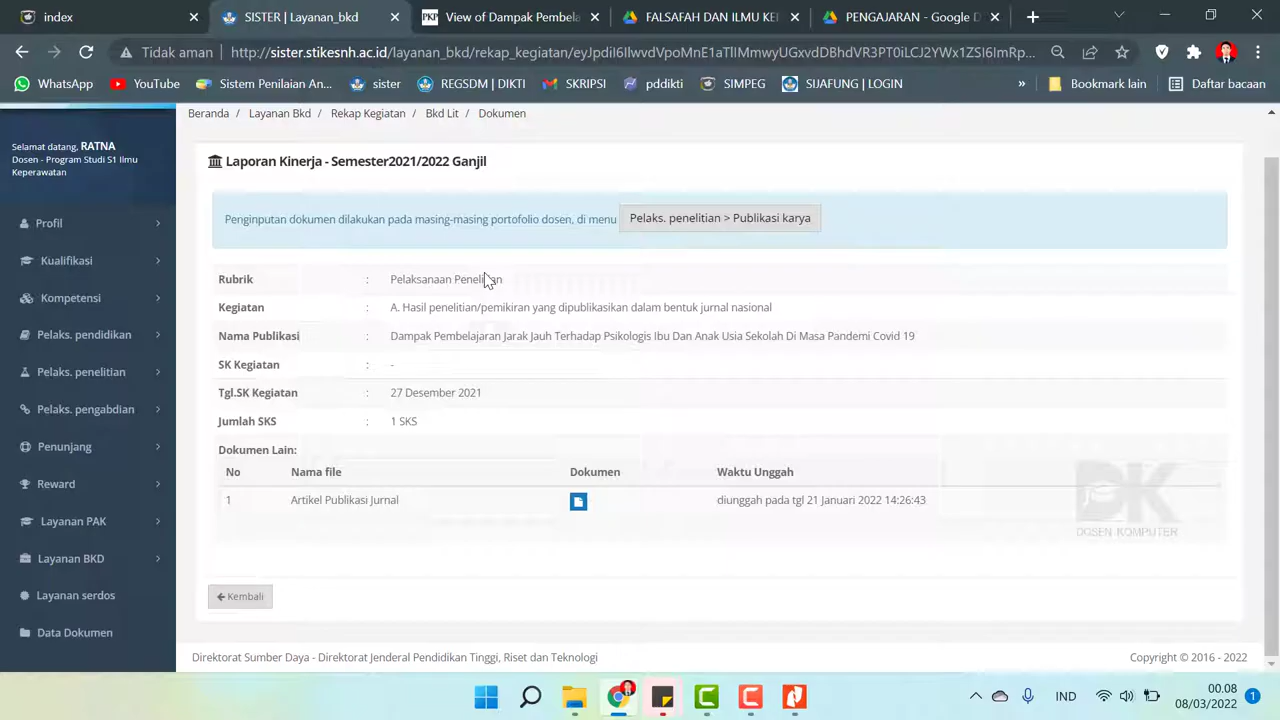 index
SISTER | Layanan_bkd
PKP View of Dampak Pembela
FALSAFAH DAN ILMU KE
PENGAJARAN - Google D
Tidak aman | http://sister.stikesnh.ac.id/layanan_bkd/rekap_kegiatan/
WhatsApp YouTube Sistem Penilaian An... sister REGSDM | DIKTI SKRIPSI pddikti SIMPEG SIJAFUNG | LOGIN » Bookmark lain Daftar bacaan
Beranda / Layanan Bkd / Rekap Kegiatan / Bkd Lit / Dokumen
Selamat datang, RATNA
Dosen - Program Studi S1 Ilmu
Keperawatan
Profil
Kualifikasi
Kompetensi
Pelaks. pendidikan
Pelaks. penelitian
Pelaks. pengabdian
Penunjang
Reward
Layanan PAK
Layanan BKD
Layanan serdos
Data Dokumen
Laporan Kinerja - Semester2021/2022 Ganjil
Penginputan dokumen dilakukan pada masing-masing portofolio dosen, di menu Pelaks. penelitian > Publikasi karya
Rubrik : Pelaksanaan Penelitian
Kegiatan : A. Hasil penelitian/pemikiran yang dipublikasikan dalam bentuk jurnal nasional
Nama Publikasi : Dampak Pembelajaran Jarak Jauh Terhadap Psikologis Ibu Dan Anak Usia Sekolah Di Masa Pandemi Covid 19
SK Kegiatan : -
Tgl.SK Kegiatan : 27 Desember 2021
Jumlah SKS : 1 SKS
Dokumen Lain:
No Nama file Dokumen Waktu Unggah
1 Artikel Publikasi Jurnal diunggah pada tgl 21 Januari 2022 14:26:43
DK
DOSEN KOMPUTER
Kembali
Direktorat Sumber Daya - Direktorat Jenderal Pendidikan Tinggi, Riset dan Teknologi
Copyright © 2016 - 2022
IND
00.08
08/03/2022
1